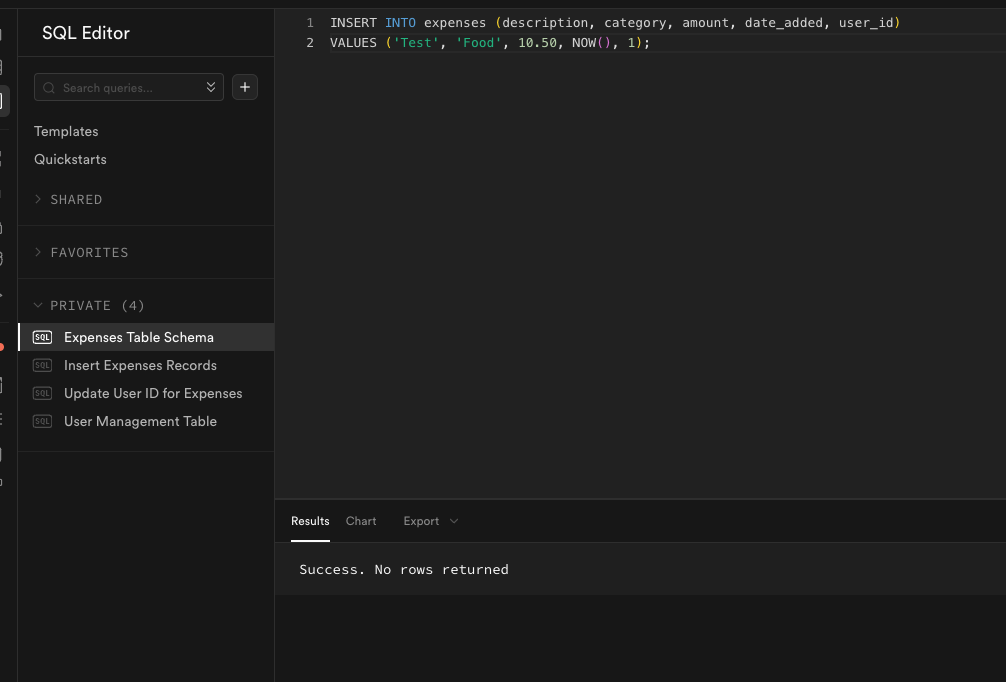 SQL Editor
Search queries...
Templates
Quickstarts
SHARED
FAVORITES
PRIVATE (4)
SQL Expenses Table Schema
SQL Insert Expenses Records
SQL Update User ID for Expenses
SQL User Management Table
1 INSERT INTO expenses (description, category, amount, date_added, user_id)
2 VALUES ('Test', 'Food', 10.50, NOW(), 1);
Results Chart Export
Success. No rows returned